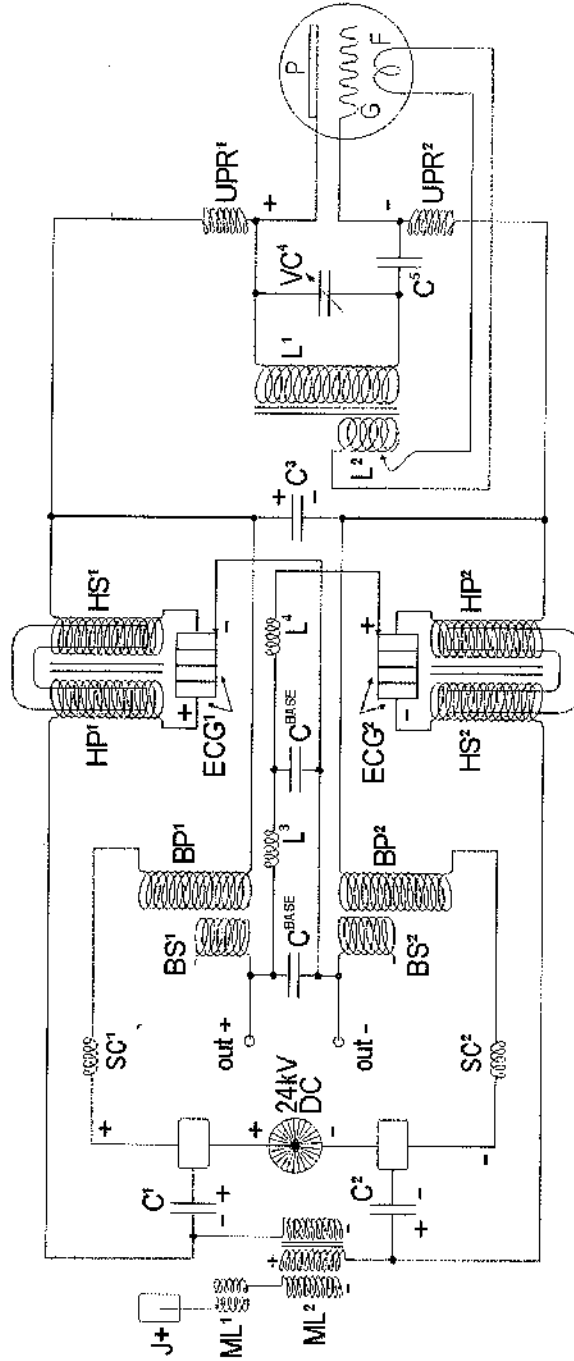 J+
ML¹
ML²
C¹
+
-
+
-
-
+
C²
-
+
SC¹
24kV
DC
+
-
-
SC²
out +
out -
BS¹
BP¹
C^BASE
BS²
BP²
L³
C^BASE
L⁴
HP¹
HS¹
+
-
ECG¹
ECG²
-
+
HS²
HP²
+
C³
-
L²
L¹
VC⁴
C⁵
UPR¹
+
-
UPR²
P
G
F